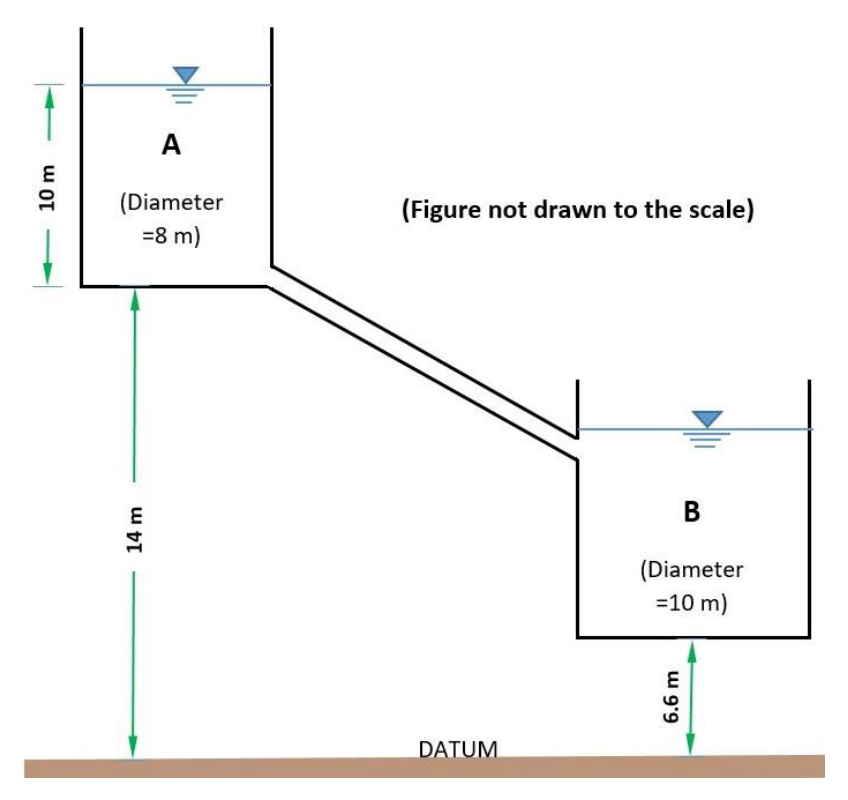 A
10 m
(Diameter
=8 m)
(Figure not drawn to the scale)
14 m
B
(Diameter
=10 m)
6.6 m
DATUM